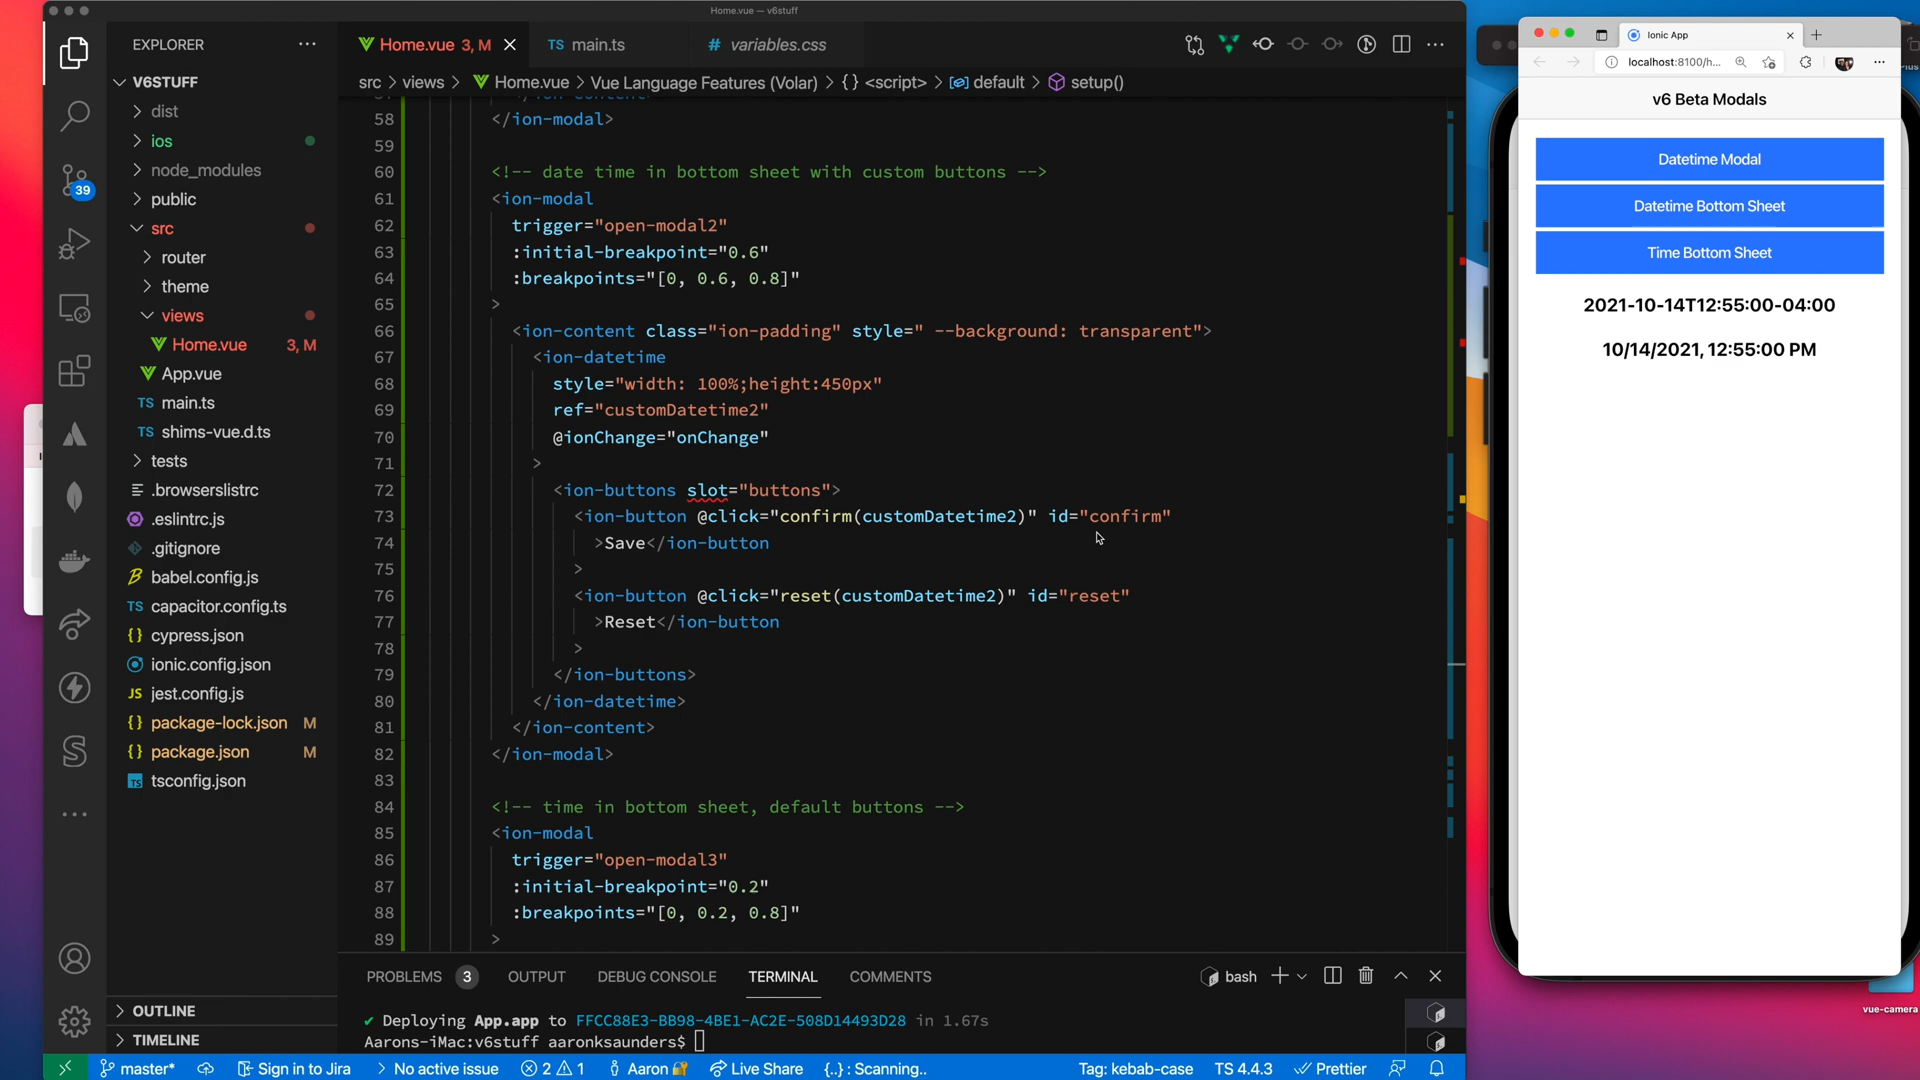 Home.vue — v6stuff
EXPLORER
Home.vue 3, M
TS main.ts
# variables.css
Ionic App
localhost:8100/h...
V6STUFF
src > views > Home.vue > Vue Language Features (Volar) > {} <script> > default > setup()
dist
ios
node_modules
public
src
router
theme
views
Home.vue 3, M
App.vue
TS main.ts
TS shims-vue.d.ts
tests
.browserslistrc
.eslintrc.js
.gitignore
babel.config.js
TS capacitor.config.ts
{} cypress.json
ionic.config.json
JS jest.config.js
{} package-lock.json M
{} package.json M
tsconfig.json
39
OUTLINE
TIMELINE
58 </ion-modal>
59
60 <!-- date time in bottom sheet with custom buttons -->
61 <ion-modal
62 trigger="open-modal2"
63 :initial-breakpoint="0.6"
64 :breakpoints="[0, 0.6, 0.8]"
65 >
66 <ion-content class="ion-padding" style=" --background: transparent">
67 <ion-datetime
68 style="width: 100%;height:450px"
69 ref="customDatetime2"
70 @ionChange="onChange"
71 >
72 <ion-buttons slot="buttons">
73 <ion-button @click="confirm(customDatetime2)" id="confirm"
74 >Save</ion-button
75 >
76 <ion-button @click="reset(customDatetime2)" id="reset"
77 >Reset</ion-button
78 >
79 </ion-buttons>
80 </ion-datetime>
81 </ion-content>
82 </ion-modal>
83
84 <!-- time in bottom sheet, default buttons -->
85 <ion-modal
86 trigger="open-modal3"
87 :initial-breakpoint="0.2"
88 :breakpoints="[0, 0.2, 0.8]"
89 >
PROBLEMS 3 OUTPUT DEBUG CONSOLE TERMINAL COMMENTS
bash
✔ Deploying App.app to FFCC88E3-BB98-4BE1-AC2E-508D14493D28 in 1.67s
Aarons-iMac:v6stuff aaronksaunders$
master* Sign in to Jira No active issue 2 1 Aaron Live Share {..} : Scanning.. Tag: kebab-case TS 4.4.3 Prettier
v6 Beta Modals
Datetime Modal
Datetime Bottom Sheet
Time Bottom Sheet
2021-10-14T12:55:00-04:00
10/14/2021, 12:55:00 PM
vue-camera